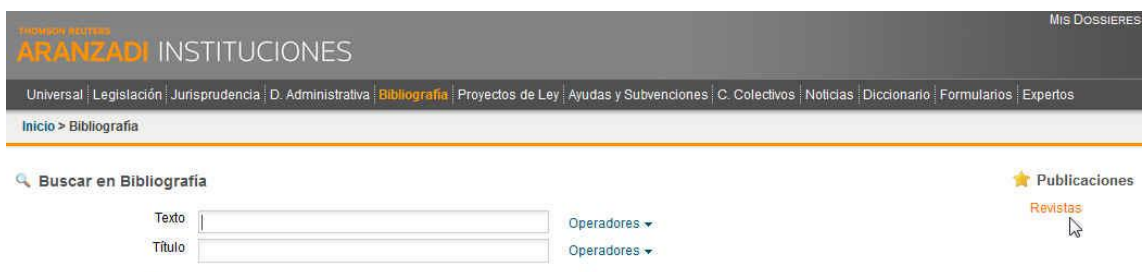 MIS DOSSIERES
THOMSON REUTERS
ARANZADI INSTITUCIONES
Universal Legislación Jurisprudencia D. Administrativa Bibliografía Proyectos de Ley Ayudas y Subvenciones C. Colectivos Noticias Diccionario Formularios Expertos
Inicio > Bibliografía
Buscar en Bibliografía
Publicaciones
Texto Operadores
Revistas
Título Operadores